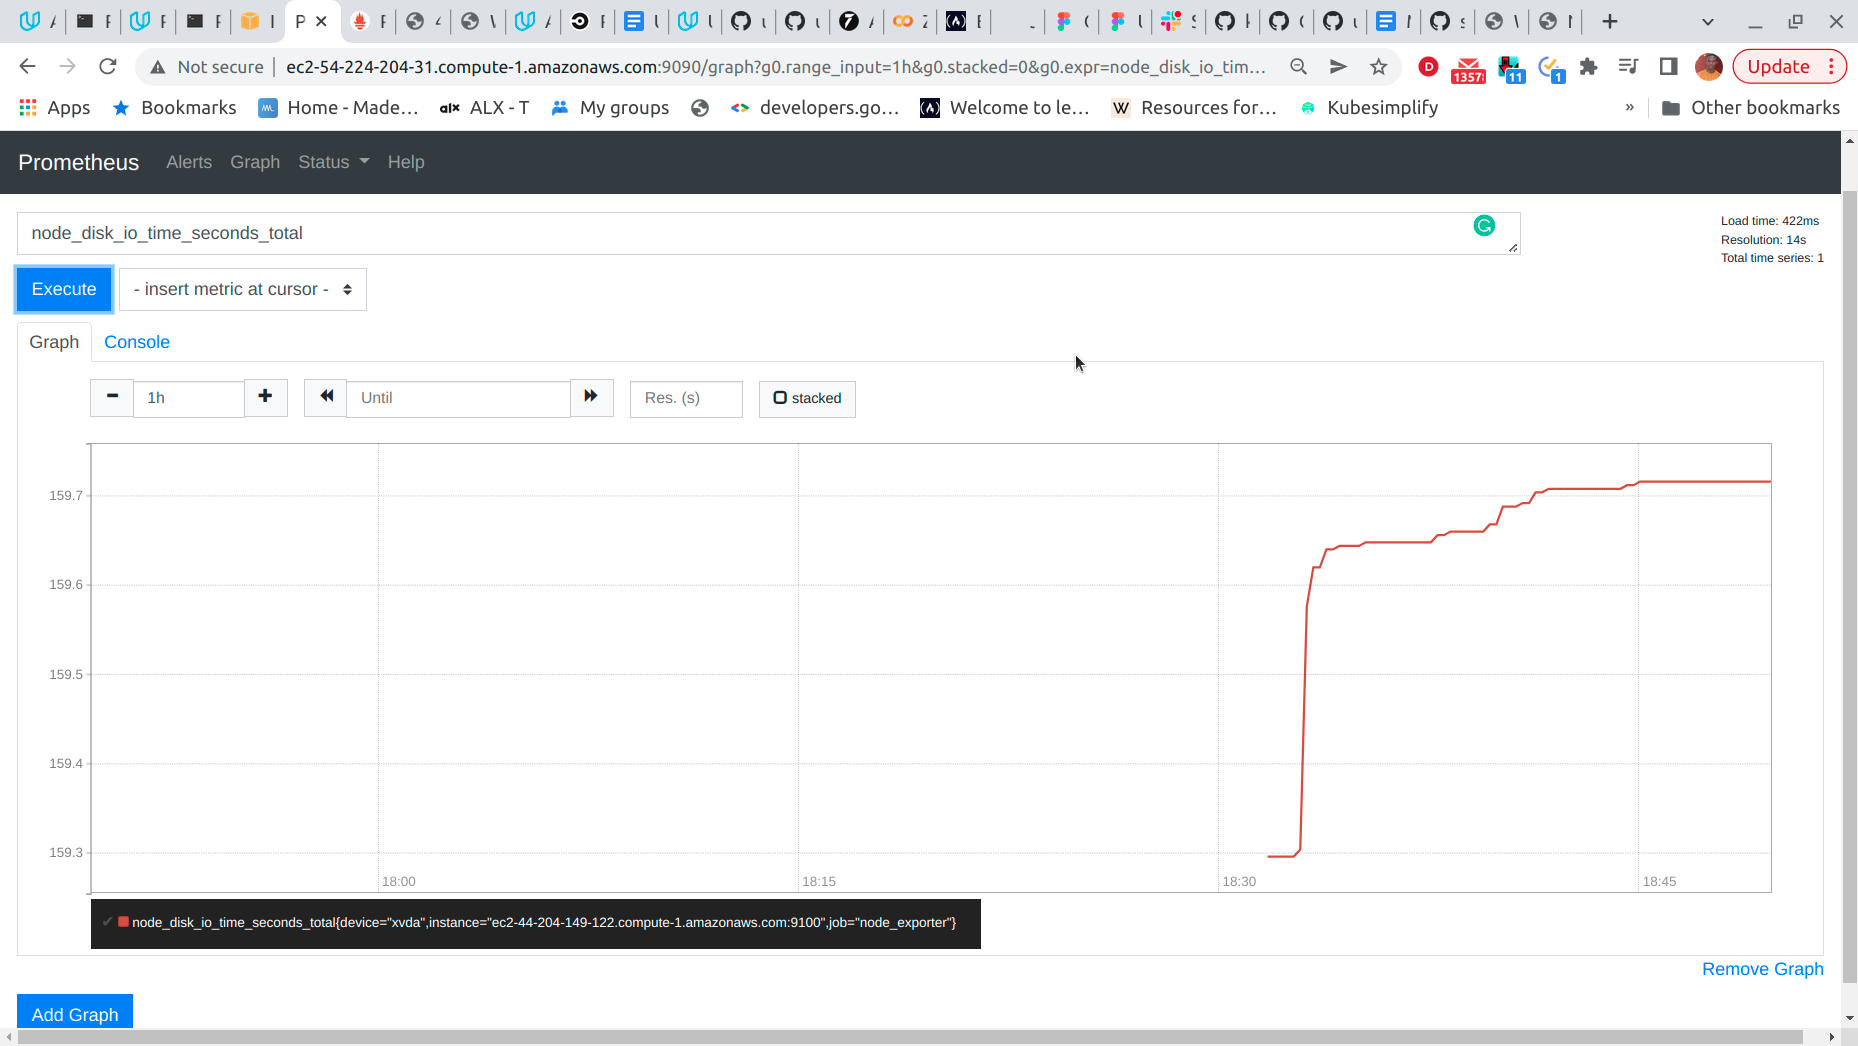 Not secure | ec2-54-224-204-31.compute-1.amazonaws.com:9090/graph?g0.range_input=1h&g0.stacked=0&g0.expr=node_disk_io_tim...
1357
11
1
Update
Apps Bookmarks Home - Made... ALX - T My groups developers.go... Welcome to le... Resources for... Kubesimplify » Other bookmarks
Prometheus Alerts Graph Status Help
node_disk_io_time_seconds_total
Load time: 422ms
Resolution: 14s
Total time series: 1
Execute
- insert metric at cursor -
Graph Console
1h Until Res. (s) stacked
159.7
159.6
159.5
159.4
159.3
18:00 18:15 18:30 18:45
node_disk_io_time_seconds_total{device="xvda",instance="ec2-44-204-149-122.compute-1.amazonaws.com:9100",job="node_exporter"}
Remove Graph
Add Graph